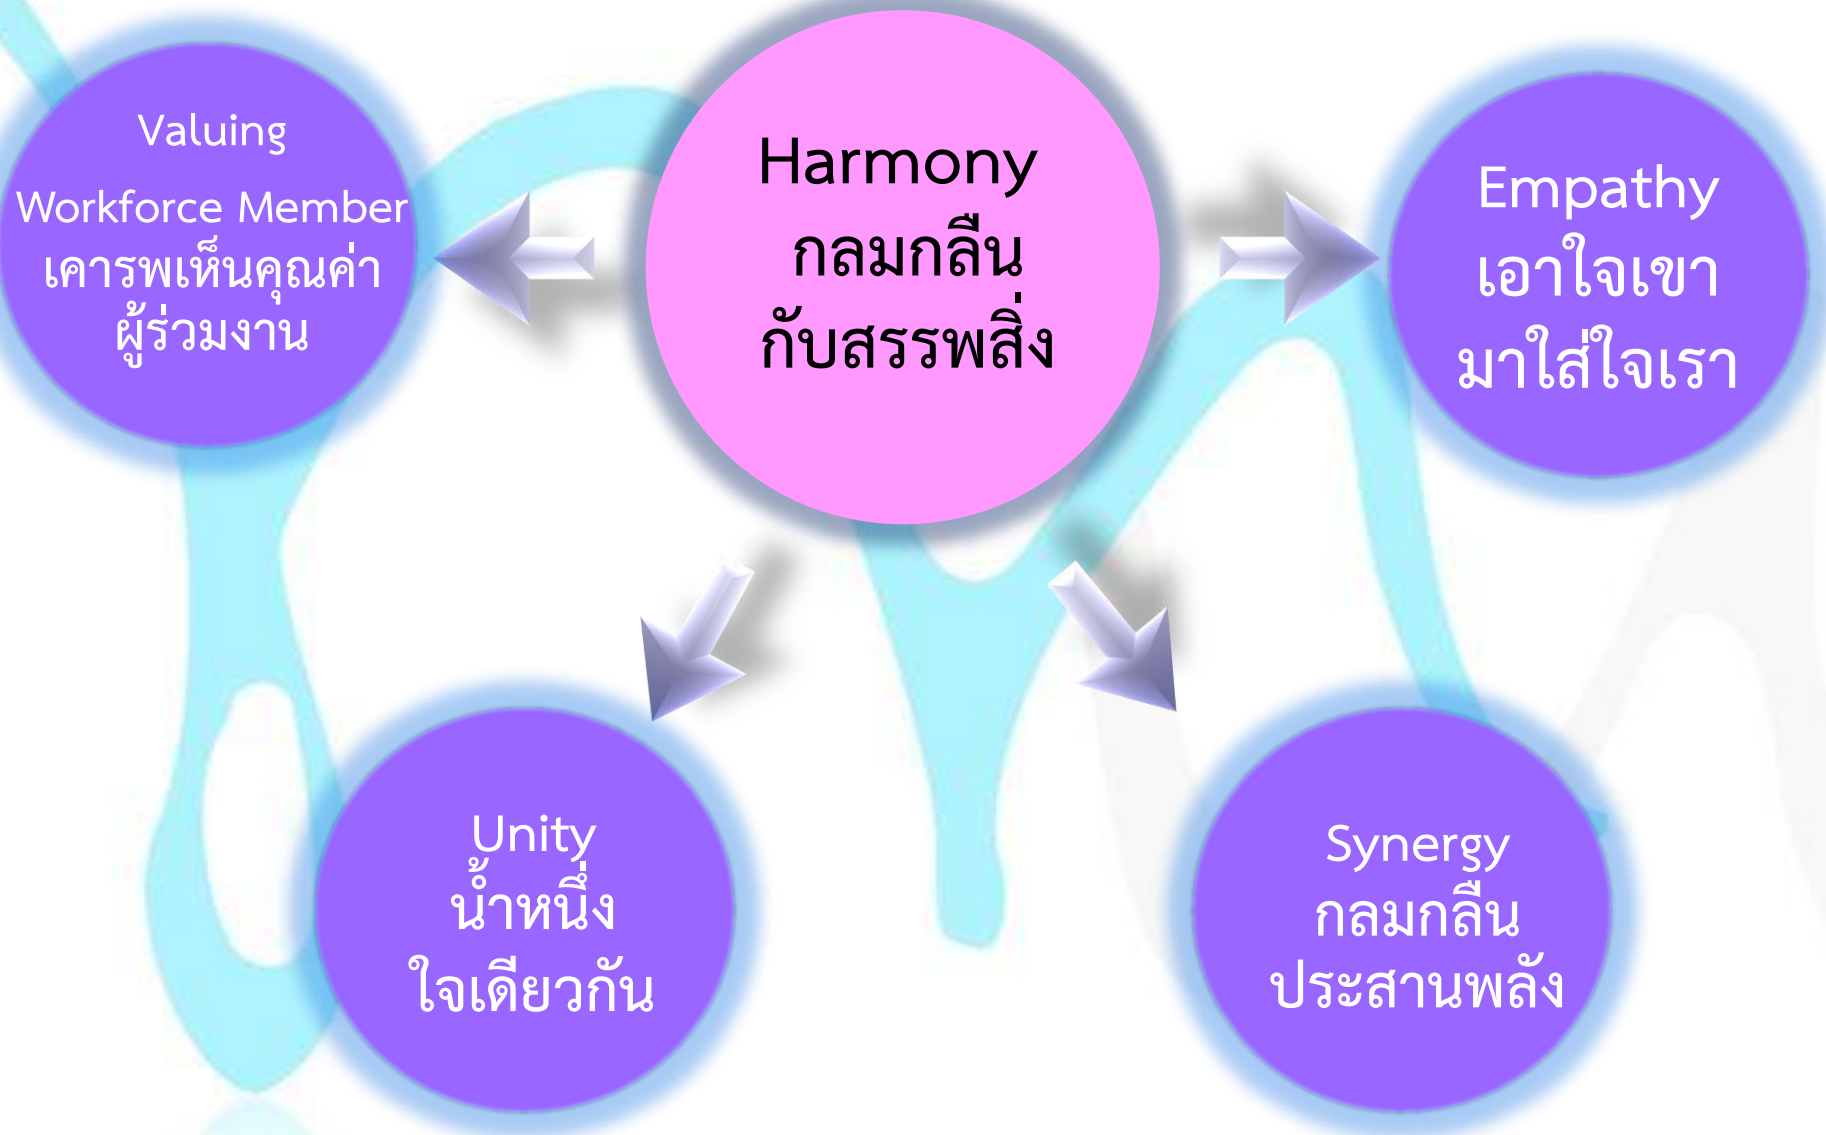 Valuing
Workforce Member
เคารพเห็นคุณค่า
ผู้ร่วมงาน
Harmony
กลมกลืน
กับสรรพสิ่ง
Empathy
เอาใจเขา
มาใส่ใจเรา
Unity
น้ำหนึ่ง
ใจเดียวกัน
Synergy
กลมกลืน
ประสานพลัง